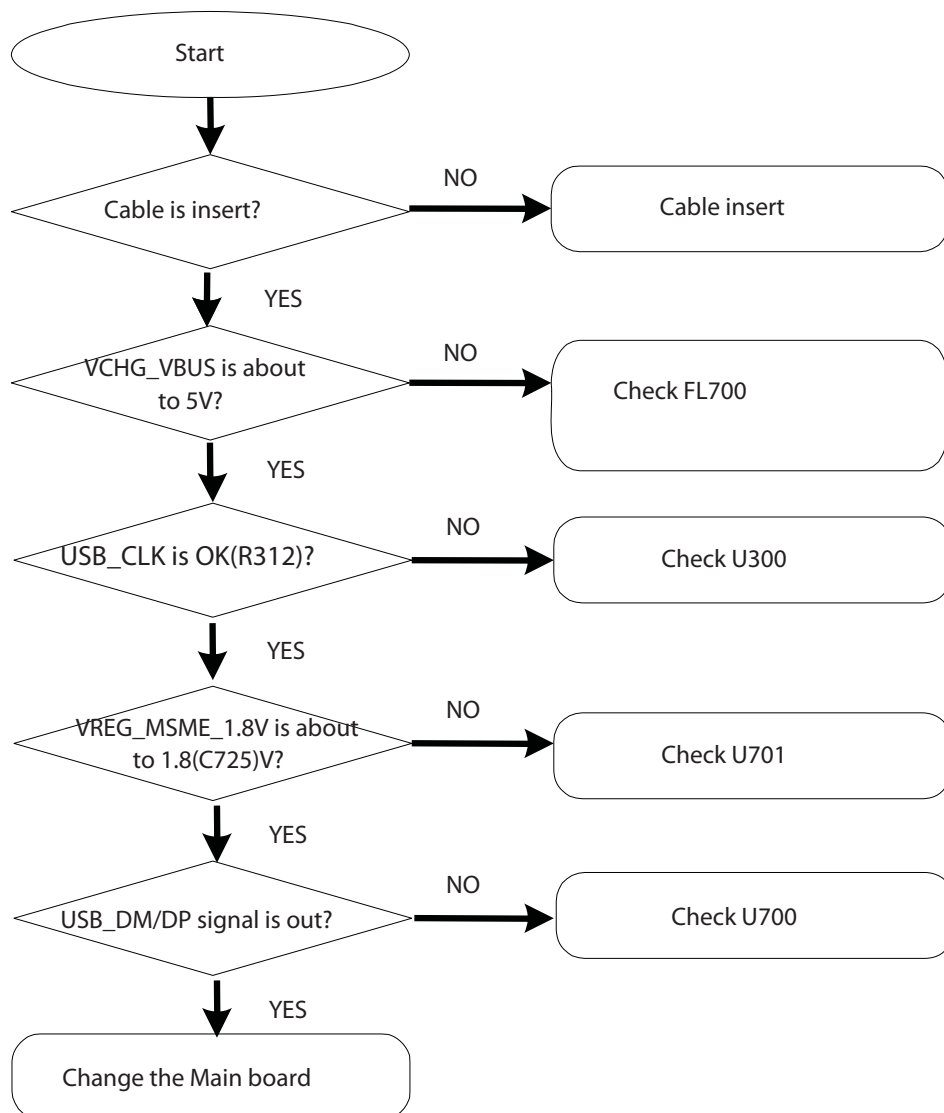 Start
Cable is insert?
NO
Cable insert
YES
VCHG_VBUS is about
to 5V?
NO
Check FL700
YES
USB_CLK is OK(R312)?
NO
Check U300
YES
VREG_MSME_1.8V is about
to 1.8(C725)V?
NO
Check U701
YES
USB_DM/DP signal is out?
NO
Check U700
YES
Change the Main board